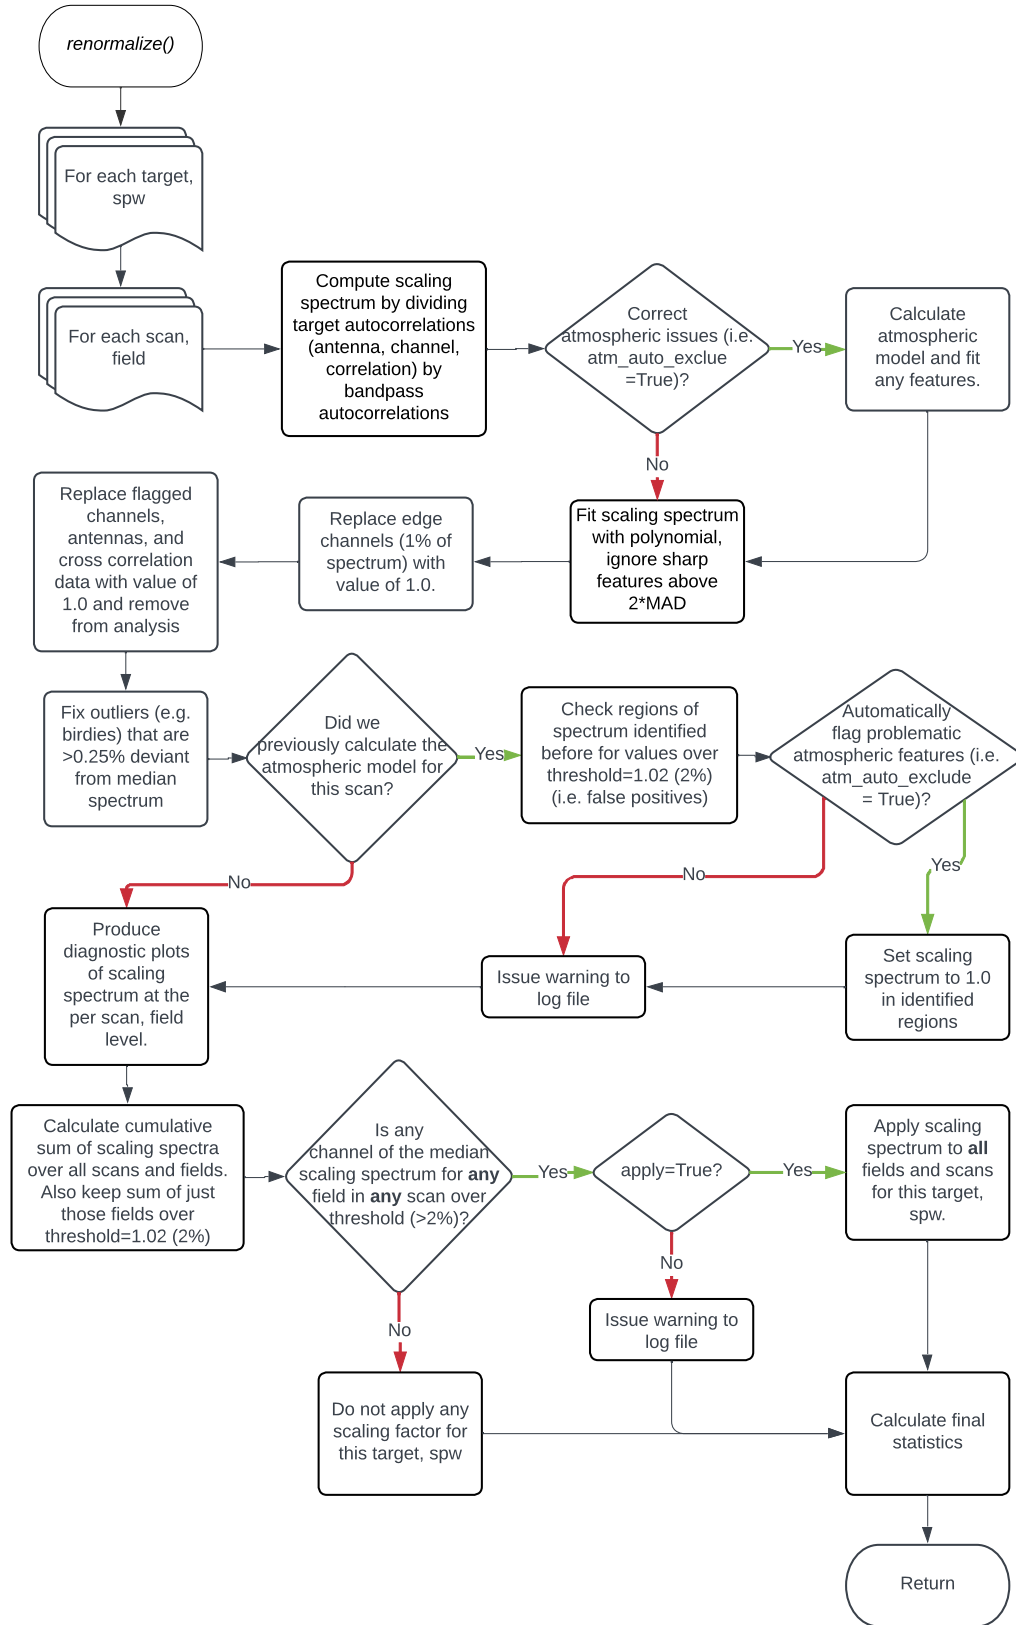 renormalize()
For each target,
spw
For each scan,
field
Compute scaling
spectrum by dividing
target autocorrelations
(antenna, channel,
correlation) by
bandpass
autocorrelations
Correct
atmospheric issues (i.e.
atm_auto_exclue
=True)?
Yes
Calculate
atmospheric
model and fit
any features.
No
Fit scaling spectrum
with polynomial,
ignore sharp
features above
2*MAD
Replace edge
channels (1% of
spectrum) with
value of 1.0.
Replace flagged
channels,
antennas, and
cross correlation
data with value of
1.0 and remove
from analysis
Fix outliers (e.g.
birdies) that are
>0.25% deviant
from median
spectrum
Did we
previously calculate the
atmospheric model for
this scan?
Yes
Check regions of
spectrum identified
before for values over
threshold=1.02 (2%)
(i.e. false positives)
Automatically
flag problematic
atmospheric features (i.e.
atm_auto_exclude
= True)?
No
No
Yes
Produce
diagnostic plots
of scaling
spectrum at the
per scan, field
level.
Issue warning to
log file
Set scaling
spectrum to 1.0
in identified
regions
Calculate cumulative
sum of scaling spectra
over all scans and fields.
Also keep sum of just
those fields over
threshold=1.02 (2%)
Is any
channel of the median
scaling spectrum for any
field in any scan over
threshold (>2%)?
Yes
apply=True?
Yes
Apply scaling
spectrum to all
fields and scans
for this target,
spw.
No
Issue warning to
log file
No
Do not apply any
scaling factor for
this target, spw
Calculate final
statistics
Return